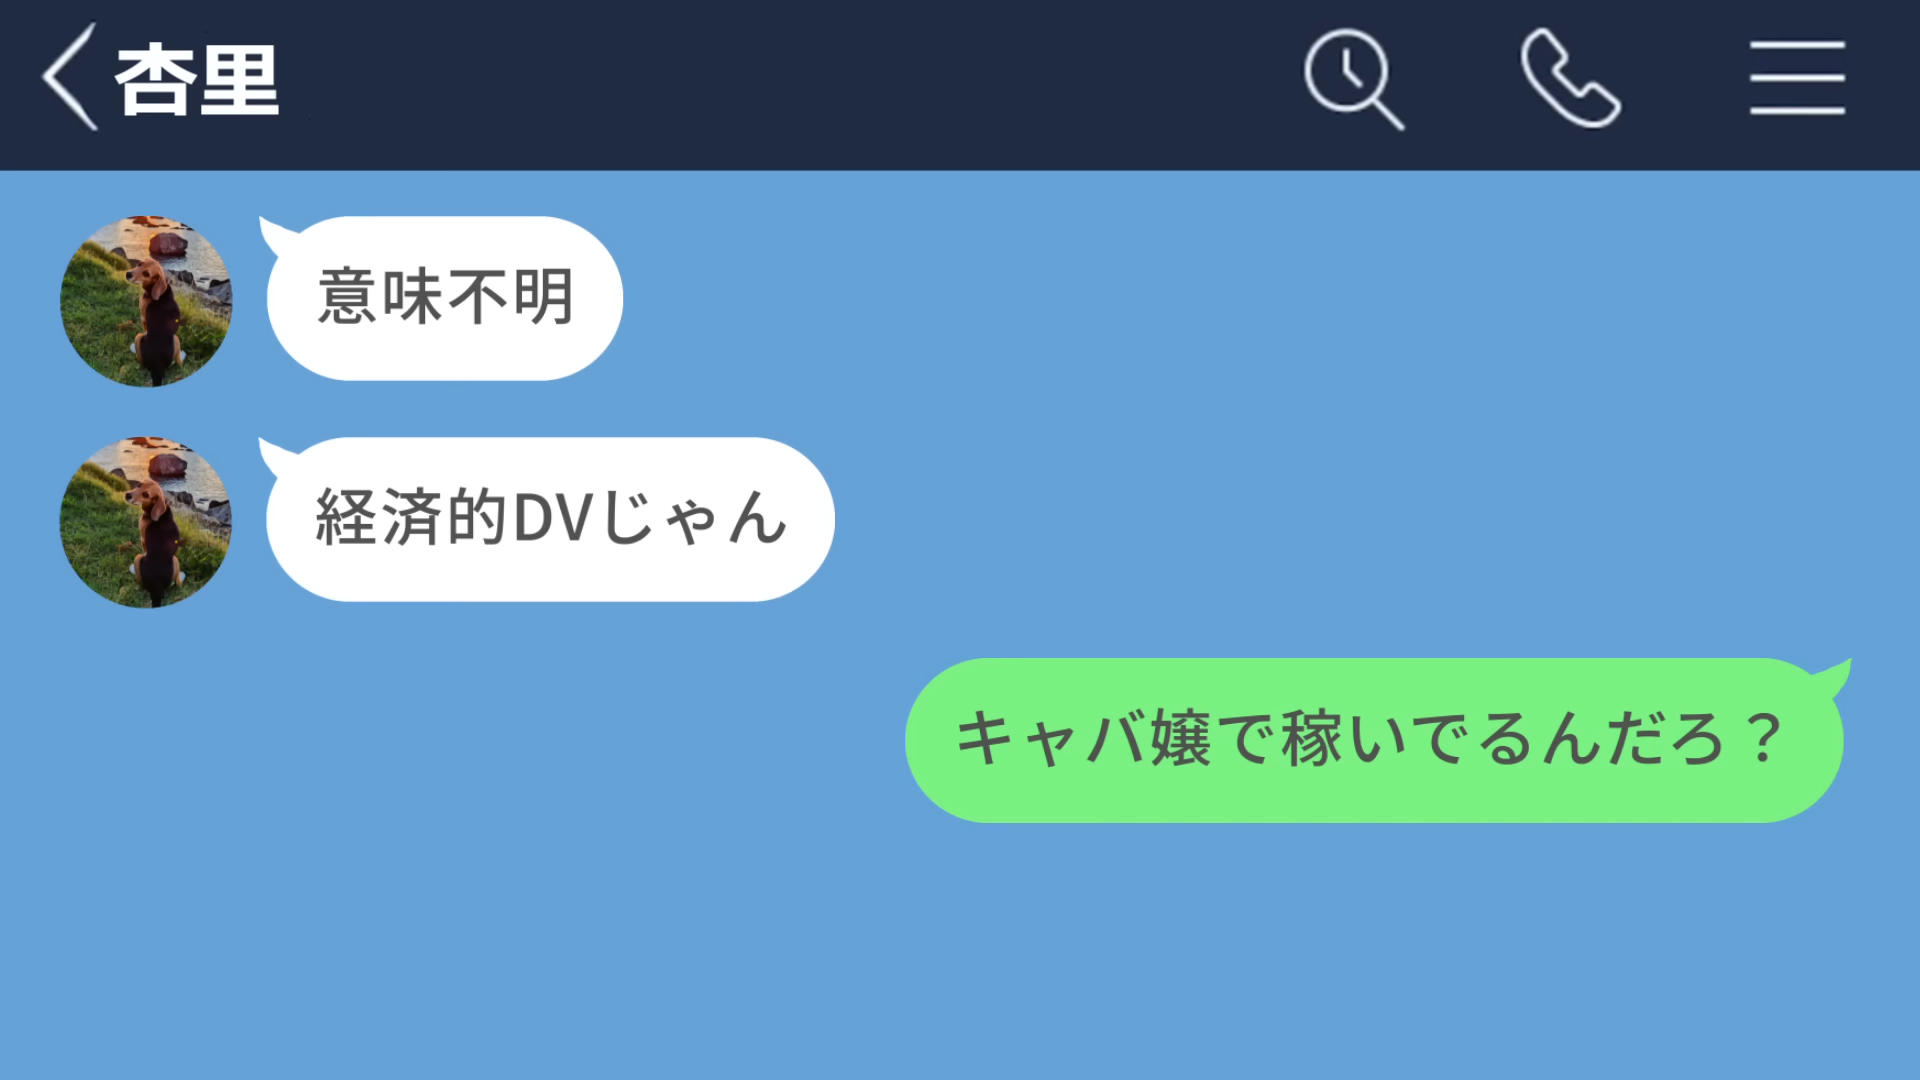 杏里
意味不明
経済的DVじゃん
キャバ嬢で稼いでるんだろ？